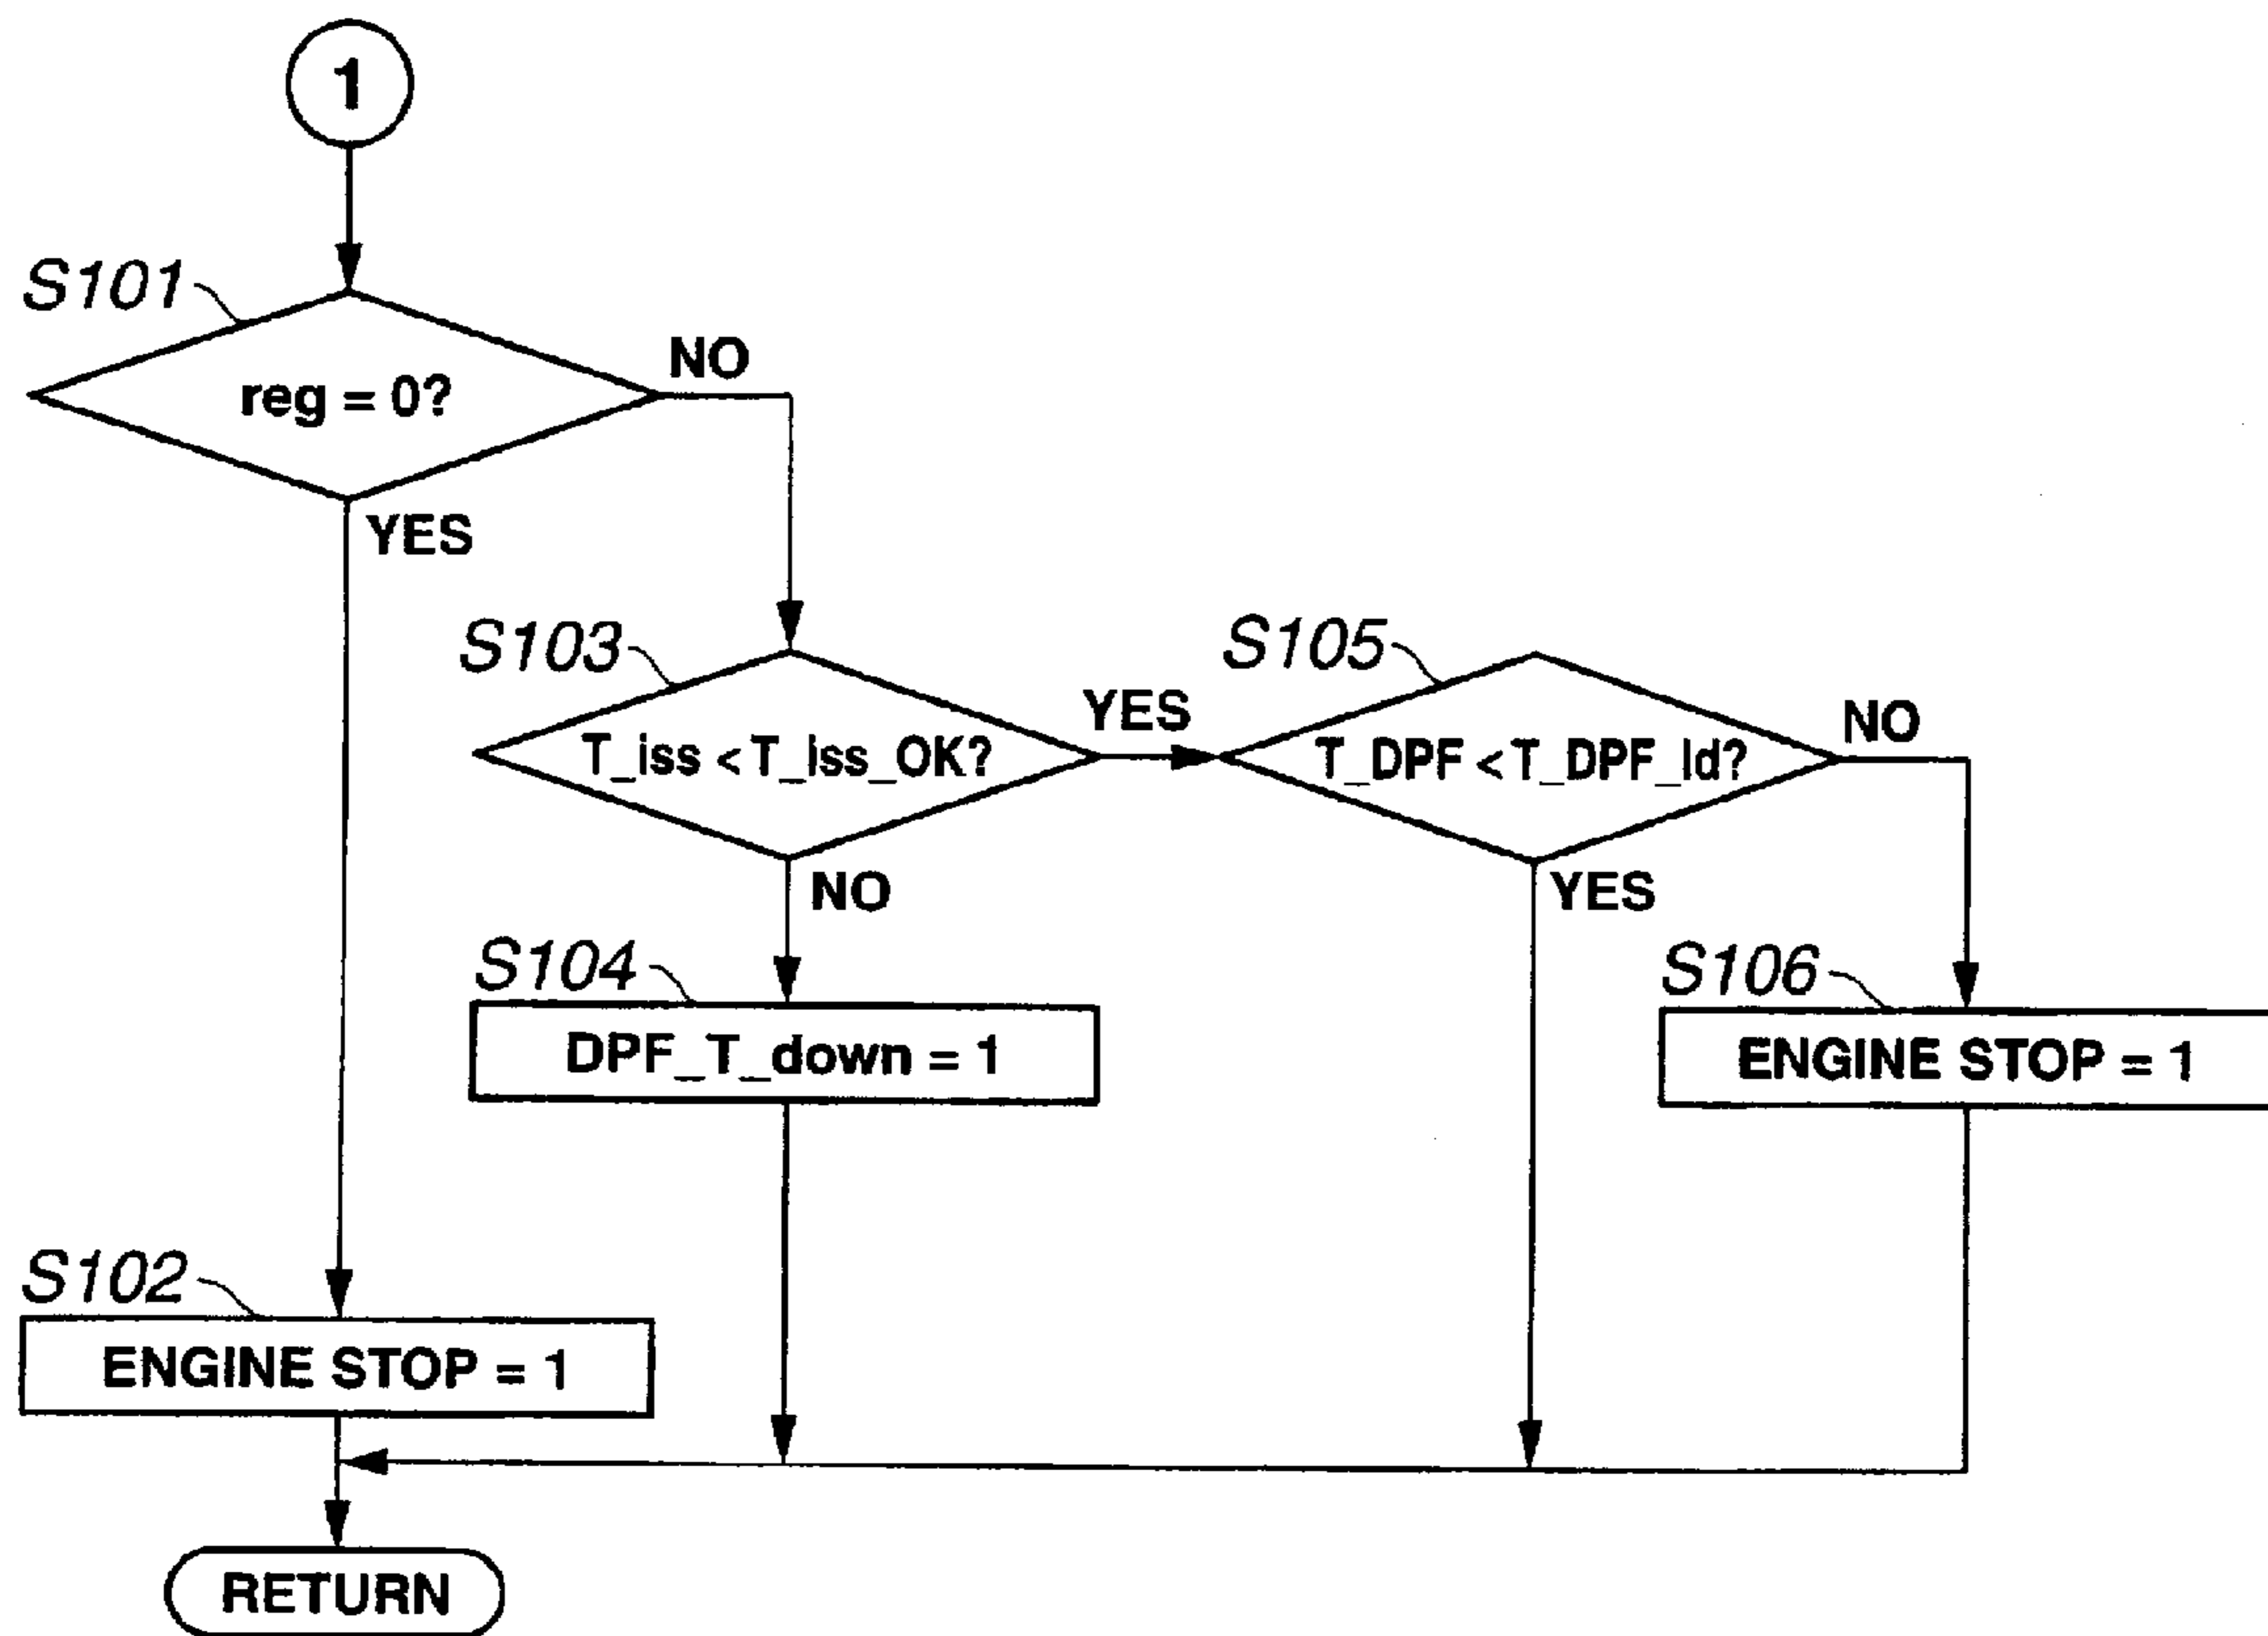 1
S101
reg = 0?
NO
YES
S103
T_iss < T_iss_OK?
YES
S105
T_DPF < T_DPF_Id?
NO
NO
YES
S104
DPF_T_down = 1
S106
ENGINE STOP = 1
S102
ENGINE STOP = 1
RETURN